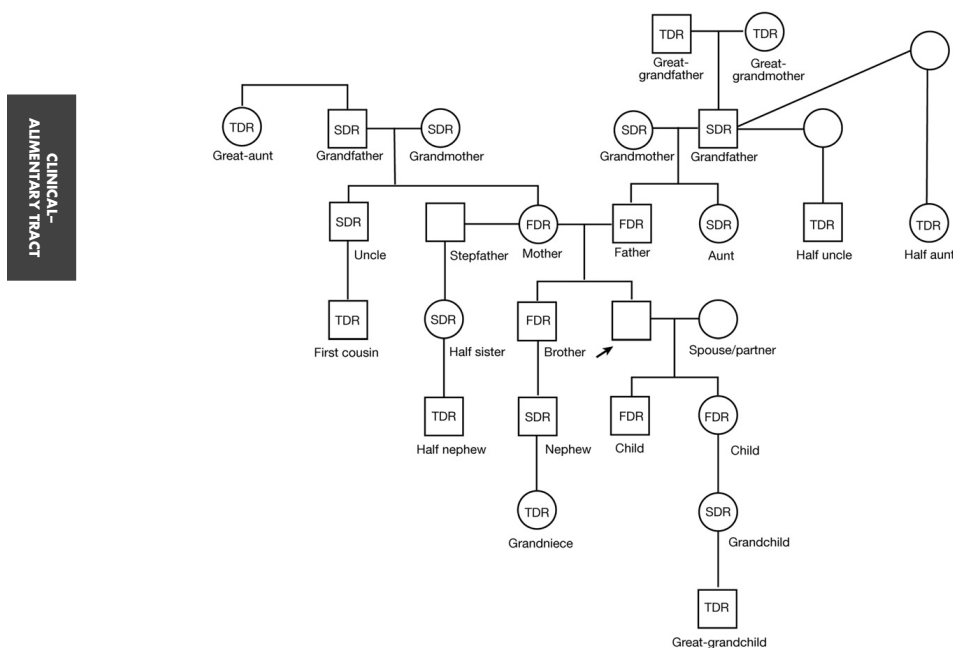 CLINICAL–
ALIMENTARY TRACT
TDR
TDR
Great-
grandfather
Great-
grandmother
TDR
SDR
SDR
SDR
SDR
Great-aunt
Grandfather
Grandmother
Grandmother
Grandfather
SDR
FDR
FDR
SDR
TDR
TDR
Uncle
Stepfather
Mother
Father
Aunt
Half uncle
Half aunt
TDR
SDR
FDR
First cousin
Half sister
Brother
Spouse/partner
TDR
SDR
FDR
FDR
Half nephew
Nephew
Child
Child
TDR
SDR
Grandniece
Grandchild
TDR
Great-grandchild